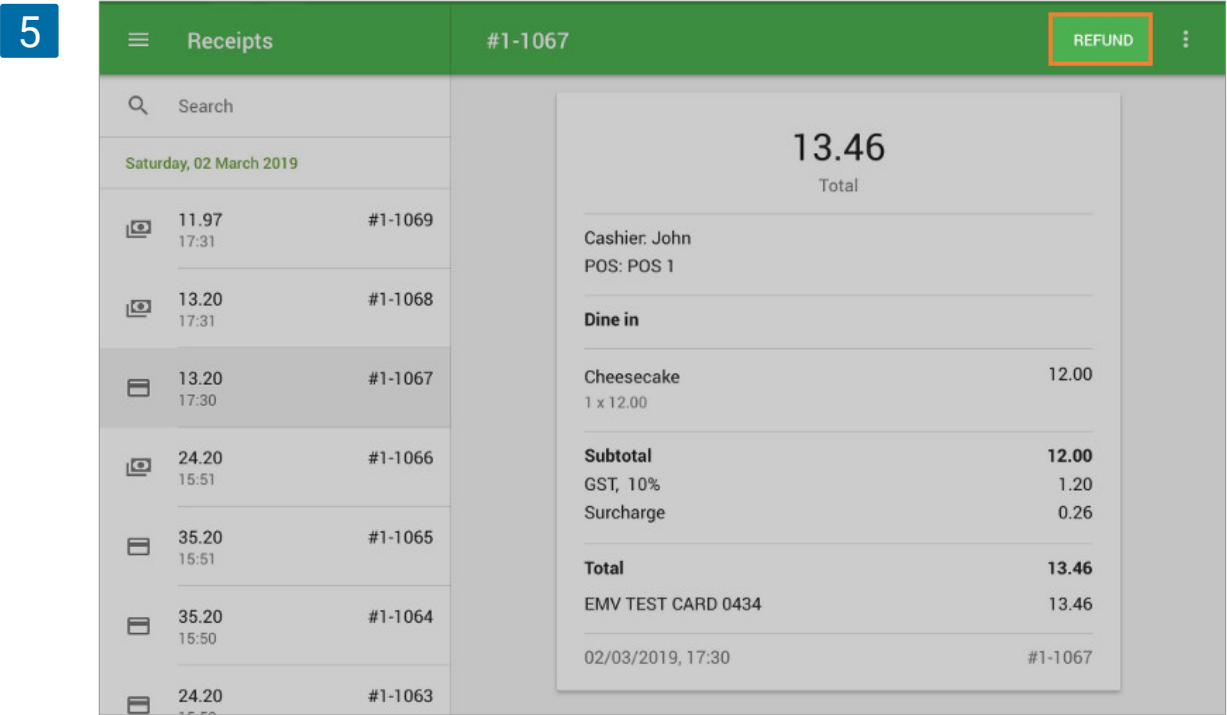 5
Receipts
#1-1067
REFUND
Search
Saturday, 02 March 2019
11.97 #1-1069
17:31
13.20 #1-1068
17:31
13.20 #1-1067
17:30
24.20 #1-1066
15:51
35.20 #1-1065
15:51
35.20 #1-1064
15:50
24.20 #1-1063
13.46
Total
Cashier: John
POS: POS 1
Dine in
Cheesecake 12.00
1 x 12.00
Subtotal 12.00
GST, 10% 1.20
Surcharge 0.26
Total 13.46
EMV TEST CARD 0434 13.46
02/03/2019, 17:30 #1-1067